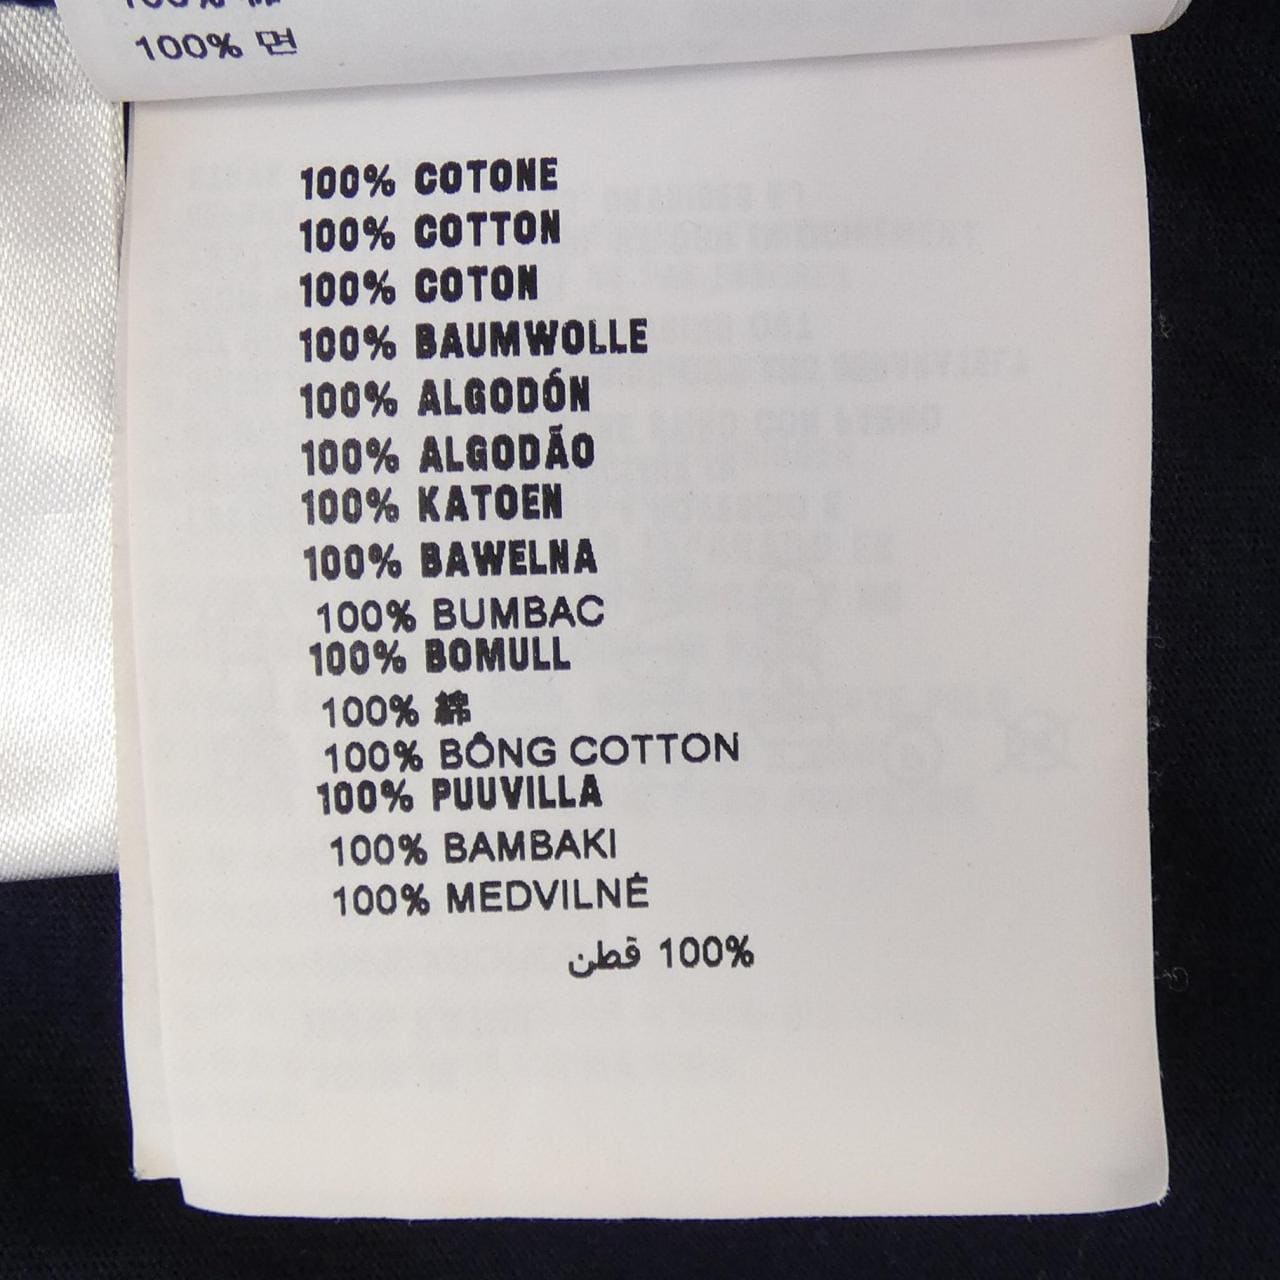 100% 면
100% COTONE
100% COTTON
100% COTON
100% BAUMWOLLE
100% ALGODÓN
100% ALGODÃO
100% KATOEN
100% BAWELNA
100% BUMBAC
100% BOMULL
100% 綿
100% BÔNG COTTON
100% PUUVILLA
100% BAMBAKI
100% MEDVILNĖ
100% قطن